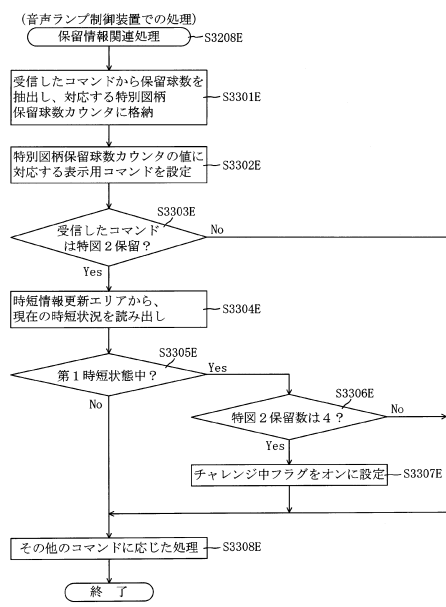 (音声ランプ制御装置での処理)
保留情報関連処理
S3208E
受信したコマンドから保留球数を
抽出し、対応する特別図柄
保留球数カウンタに格納
S3301E
特別図柄保留球数カウンタの値に
対応する表示用コマンドを設定
S3302E
S3303E
受信したコマンド
は特図2保留?
No
Yes
時短情報更新エリアから、
現在の時短状況を読み出し
S3304E
S3305E
第1時短状態中?
Yes
No
S3306E
特図2保留数は4?
No
Yes
チャレンジ中フラグをオンに設定
S3307E
その他のコマンドに応じた処理
S3308E
終 了